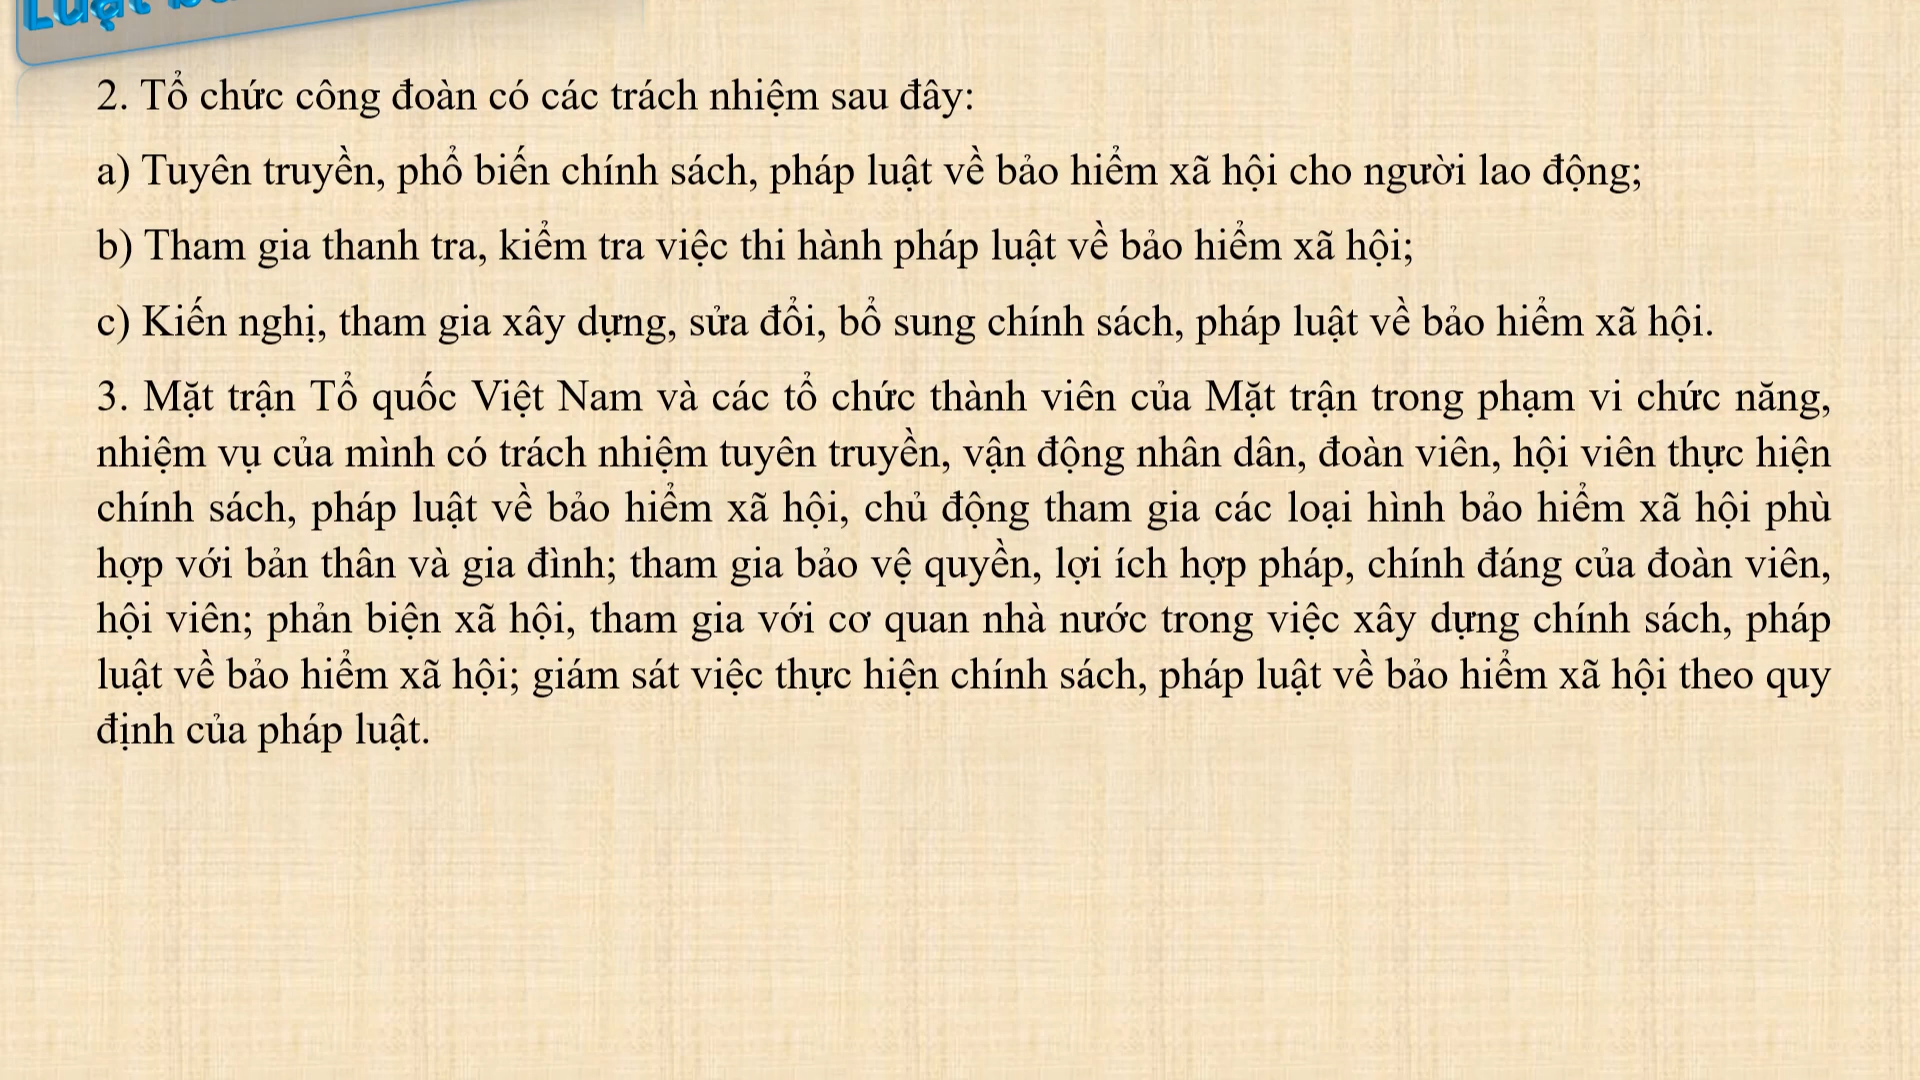 Luật
2. Tổ chức công đoàn có các trách nhiệm sau đây:
a) Tuyên truyền, phổ biến chính sách, pháp luật về bảo hiểm xã hội cho người lao động;
b) Tham gia thanh tra, kiểm tra việc thi hành pháp luật về bảo hiểm xã hội;
c) Kiến nghị, tham gia xây dựng, sửa đổi, bổ sung chính sách, pháp luật về bảo hiểm xã hội.
3. Mặt trận Tổ quốc Việt Nam và các tổ chức thành viên của Mặt trận trong phạm vi chức năng,
nhiệm vụ của mình có trách nhiệm tuyên truyền, vận động nhân dân, đoàn viên, hội viên thực hiện
chính sách, pháp luật về bảo hiểm xã hội, chủ động tham gia các loại hình bảo hiểm xã hội phù
hợp với bản thân và gia đình; tham gia bảo vệ quyền, lợi ích hợp pháp, chính đáng của đoàn viên,
hội viên; phản biện xã hội, tham gia với cơ quan nhà nước trong việc xây dựng chính sách, pháp
luật về bảo hiểm xã hội; giám sát việc thực hiện chính sách, pháp luật về bảo hiểm xã hội theo quy
định của pháp luật.